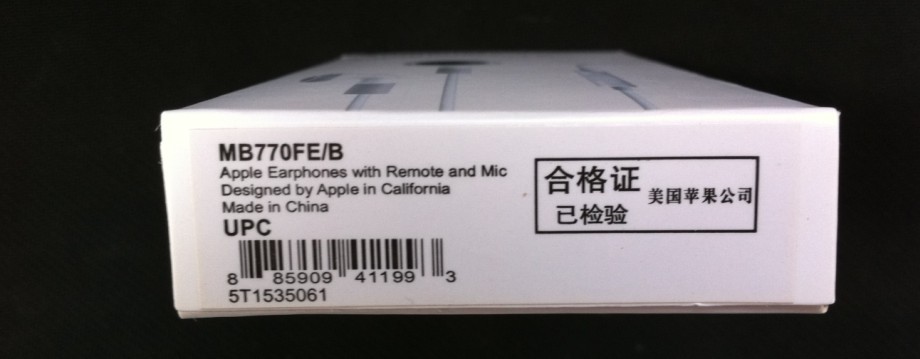 MB770FE/B
Apple Earphones with Remote and Mic
Designed by Apple in California
Made in China
UPC
8 85909 41199 3
5T1535061
合格证
已检验
美国苹果公司